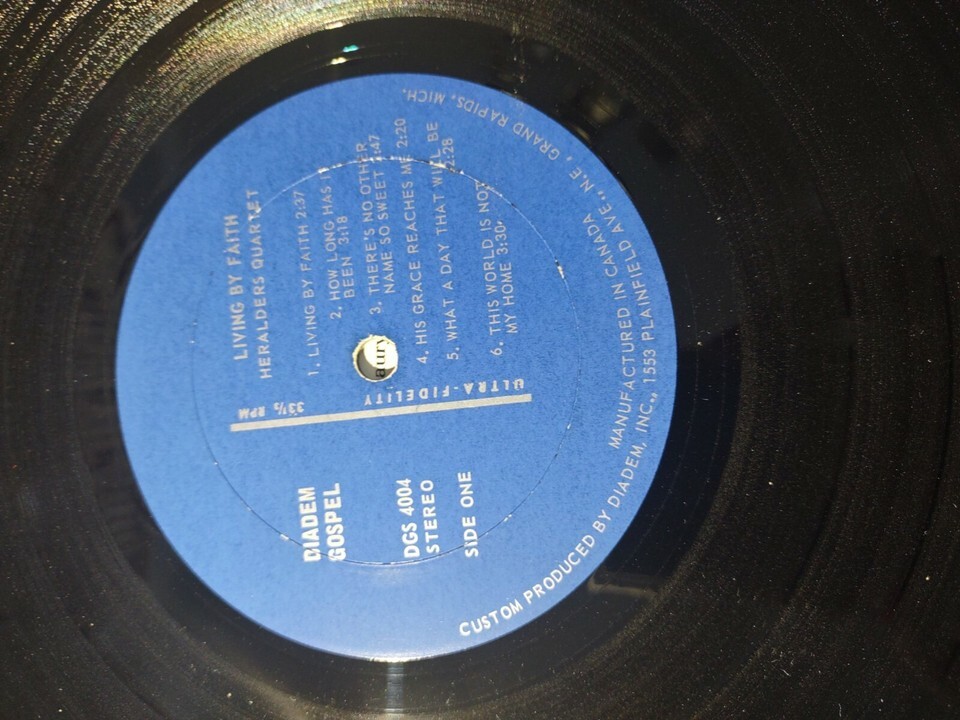 DIADEM
GOSPEL
DGS 4004
STEREO
SIDE ONE
33⅓ RPM
ULTRA-FIDELITY
LIVING BY FAITH
HERALDERS QUARTET
1. LIVING BY FAITH 2:37
2. HOW LONG HAS
BEEN 3:18
3. THERE'S NO OTHER
NAME SO SWEET :47
4. HIS GRACE REACHES ME 2:20
5. WHAT A DAY THAT WILL BE
2:28
6. THIS WORLD IS NOT
MY HOME 3:30
MANUFACTURED IN CANADA
CUSTOM PRODUCED BY DIADEM, INC., 1553 PLAINFIELD AVE., N.E., GRAND RAPIDS, MICH.